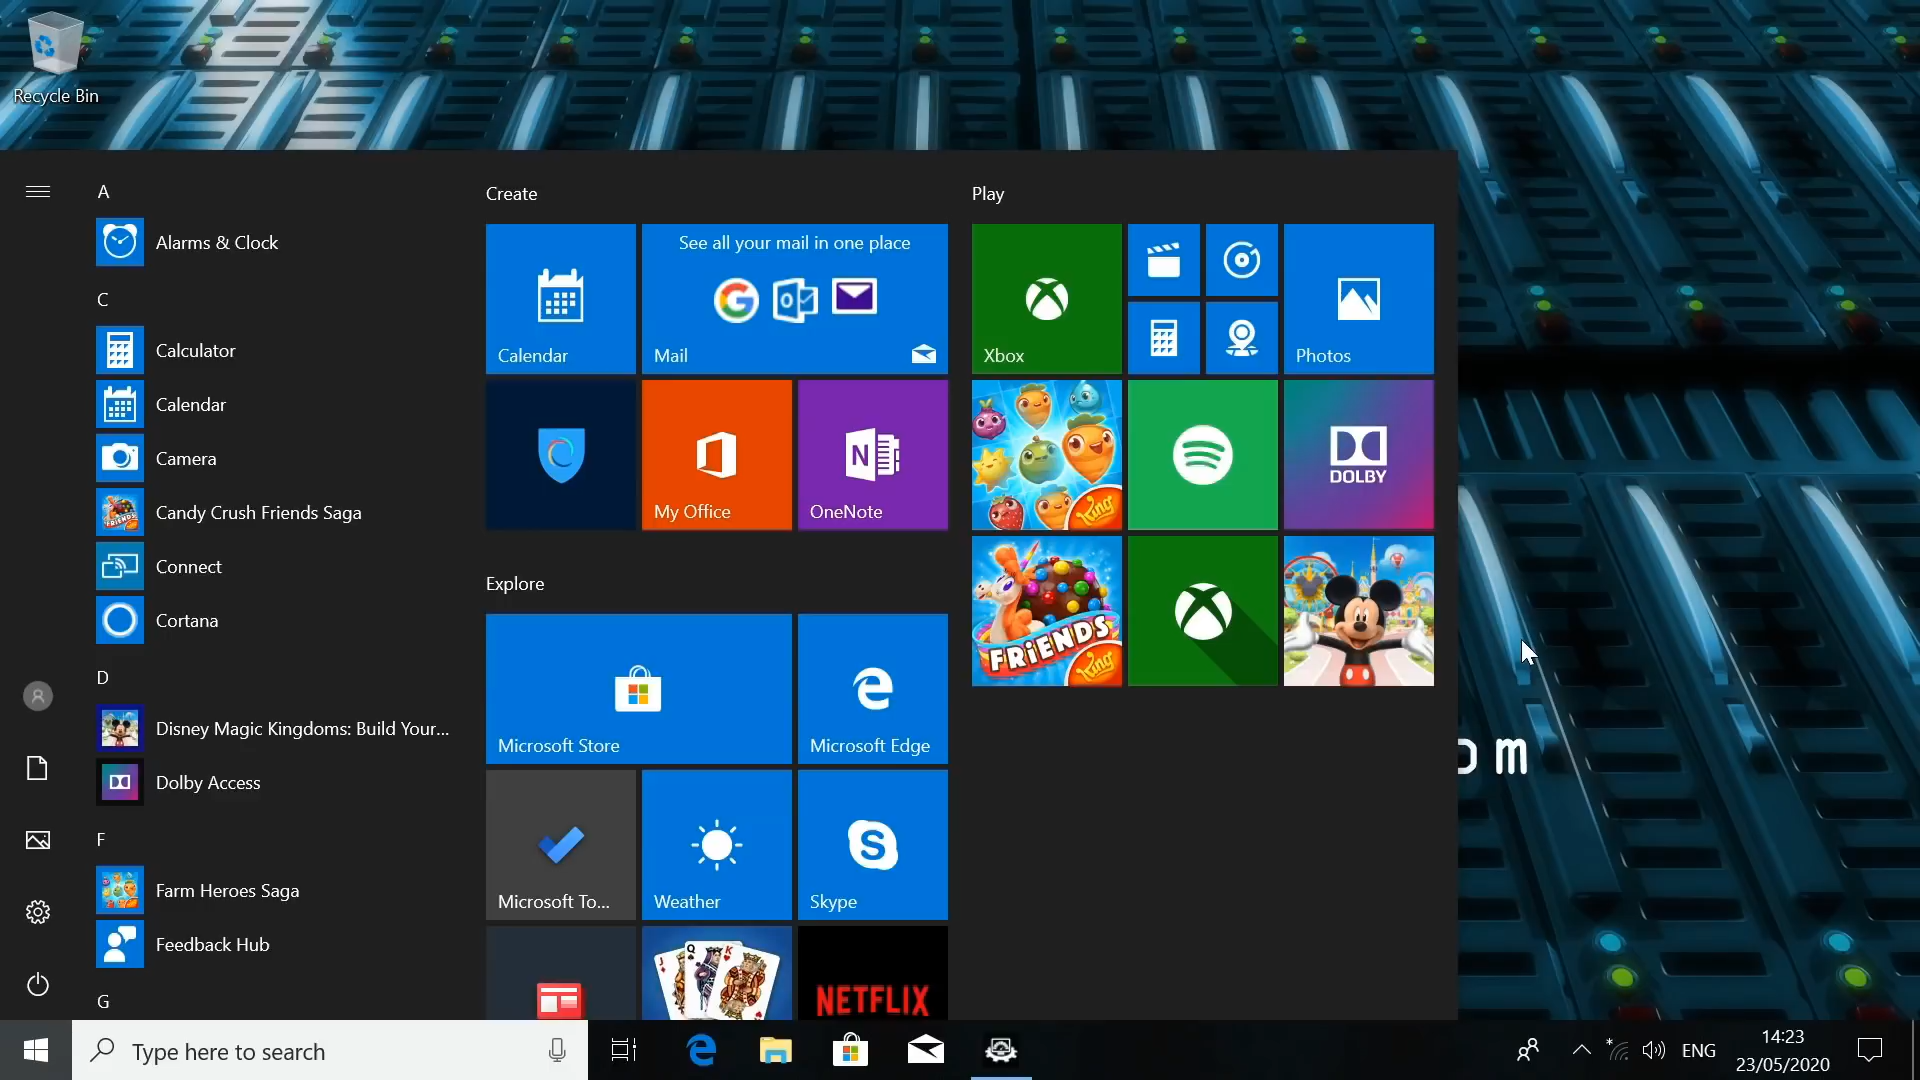 Recycle Bin
A
Alarms & Clock
C
Calculator
Calendar
Camera
Candy Crush Friends Saga
Connect
Cortana
D
Disney Magic Kingdoms: Build Your...
Dolby Access
F
Farm Heroes Saga
Feedback Hub
G
Create
Calendar
See all your mail in one place
Mail
My Office
OneNote
Explore
Microsoft Store
Microsoft Edge
Microsoft To...
Weather
Skype
NETFLIX
Play
Xbox
Photos
King
DOLBY
FRIENDS
King
om
Type here to search
ENG
14:23
23/05/2020